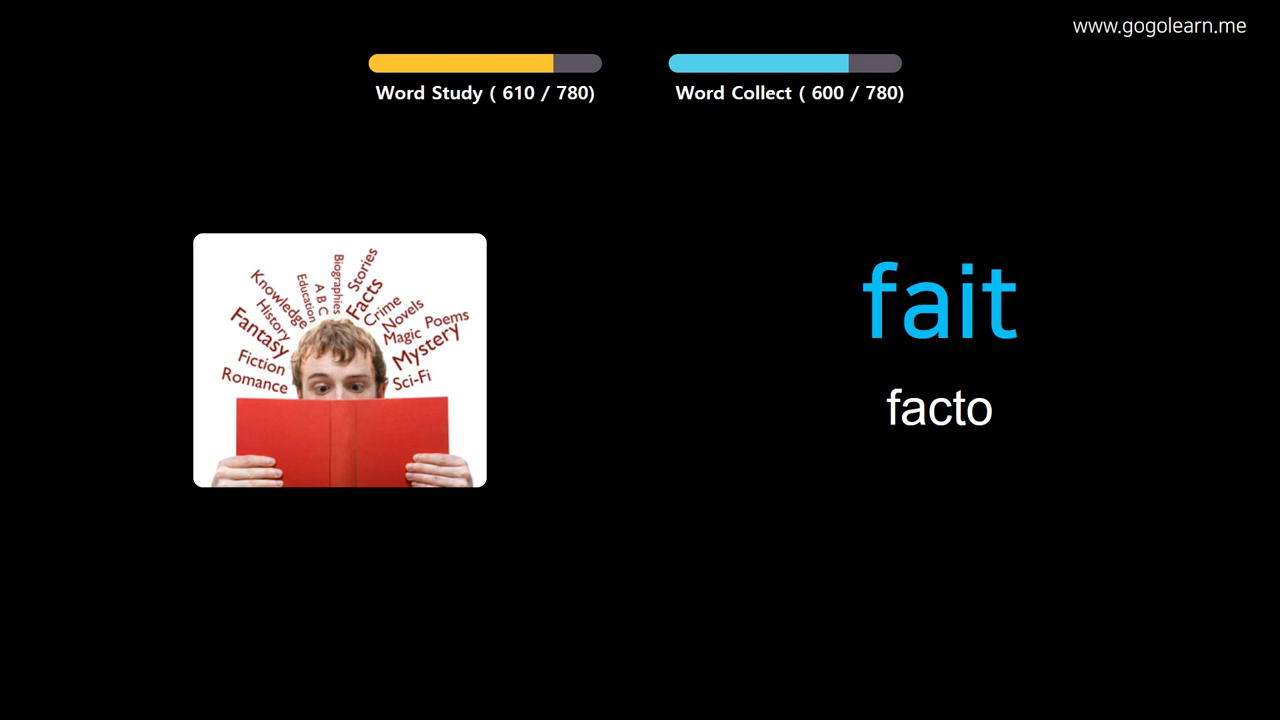 www.gogolearn.me
Word Study ( 610 / 780)
Word Collect ( 600 / 780)
fait
facto
Knowledge
History
Fantasy
Fiction
Romance
Education
A B C
Biographies
Stories
Facts
Crime
Novels
Magic
Poems
Mystery
Sci-Fi